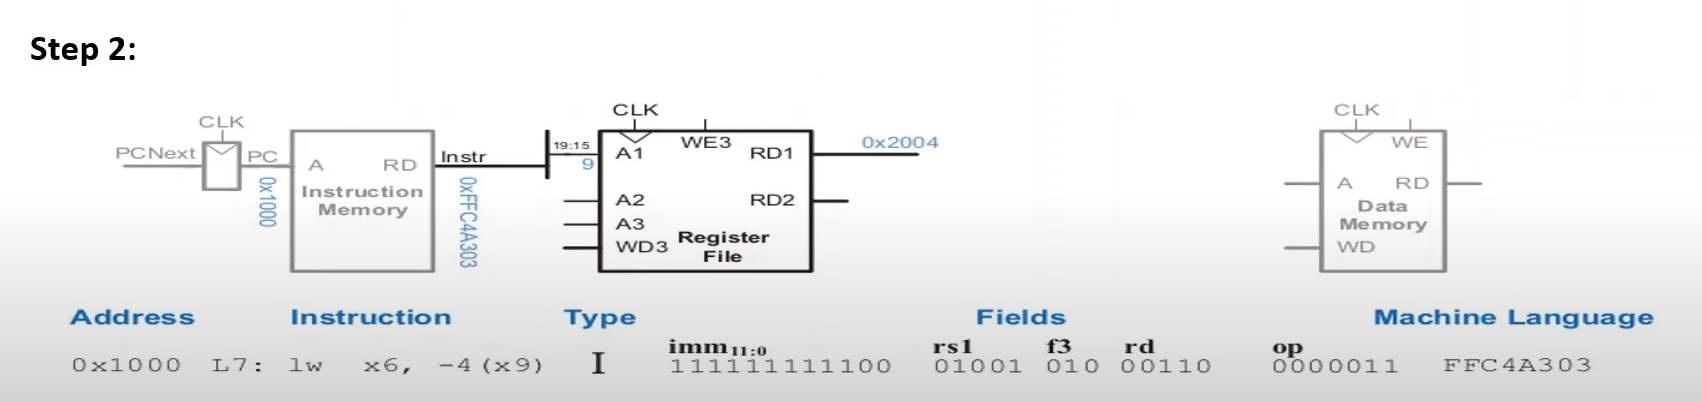 Step 2:
CLK
CLK
CLK
PCNext
PC
A
RD
Instruction
Memory
0x1000
Instr
0xFFC4A303
19:15
9
A1
WE3
RD1
0x2004
A2
RD2
A3
WD3
Register
File
WE
A
RD
Data
Memory
WD
Address Instruction Type Fields Machine Language
imm11:0 rs1 f3 rd op
0x1000 L7: lw x6, -4(x9) I 111111111100 01001 010 00110 0000011 FFC4A303